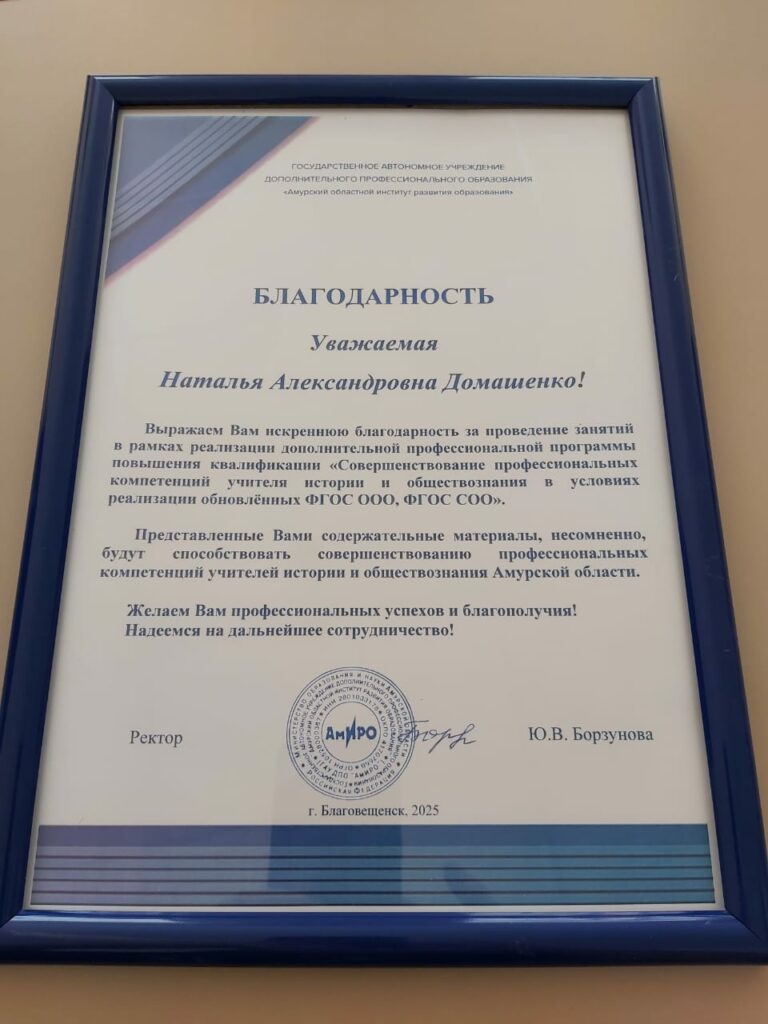 ГОСУДАРСТВЕННОЕ АВТОНОМНОЕ УЧРЕЖДЕНИЕ
ДОПОЛНИТЕЛЬНОГО ПРОФЕССИОНАЛЬНОГО ОБРАЗОВАНИЯ
«Амурский областной институт развития образования»
БЛАГОДАРНОСТЬ
Уважаемая
Наталья Александровна Домашенко!
Выражаем Вам искреннюю благодарность за проведение занятий
в рамках реализации дополнительной профессиональной программы
повышения квалификации «Совершенствование профессиональных
компетенций учителя истории и обществознания в условиях
реализации обновлённых ФГОС ООО, ФГОС СОО».
Представленные Вами содержательные материалы, несомненно,
будут способствовать совершенствованию профессиональных
компетенций учителей истории и обществознания Амурской области.
Желаем Вам профессиональных успехов и благополучия!
Надеемся на дальнейшее сотрудничество!
Ректор
АмИРО
Ю.В. Борзунова
г. Благовещенск, 2025